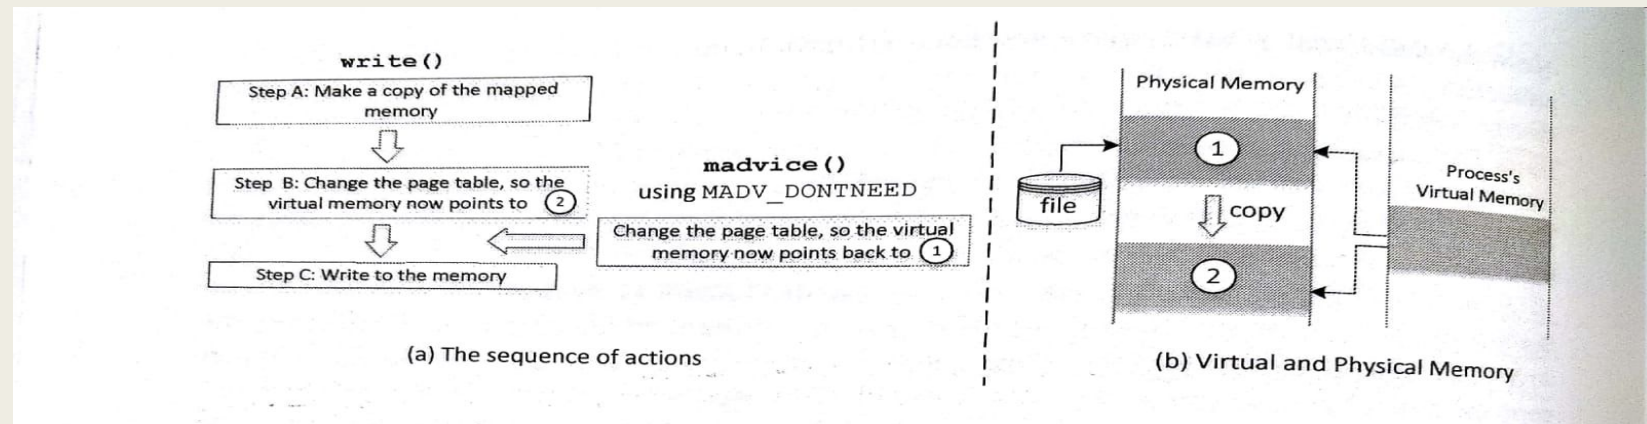 write()
Step A: Make a copy of the mapped
memory
Step B: Change the page table, so the
virtual memory now points to 2
Step C: Write to the memory
madvice()
using MADV_DONTNEED
Change the page table, so the virtual
memory now points back to 1
(a) The sequence of actions
Physical Memory
1
file
copy
2
Process's
Virtual Memory
(b) Virtual and Physical Memory